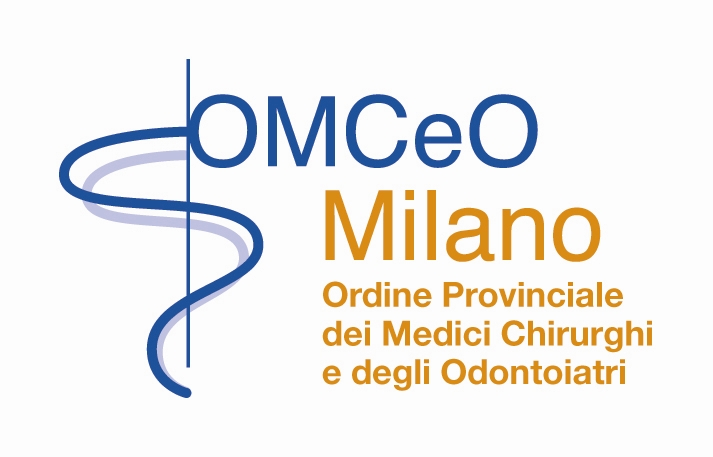 OMCeO
Milano
Ordine Provinciale
dei Medici Chirurghi
e degli Odontoiatri